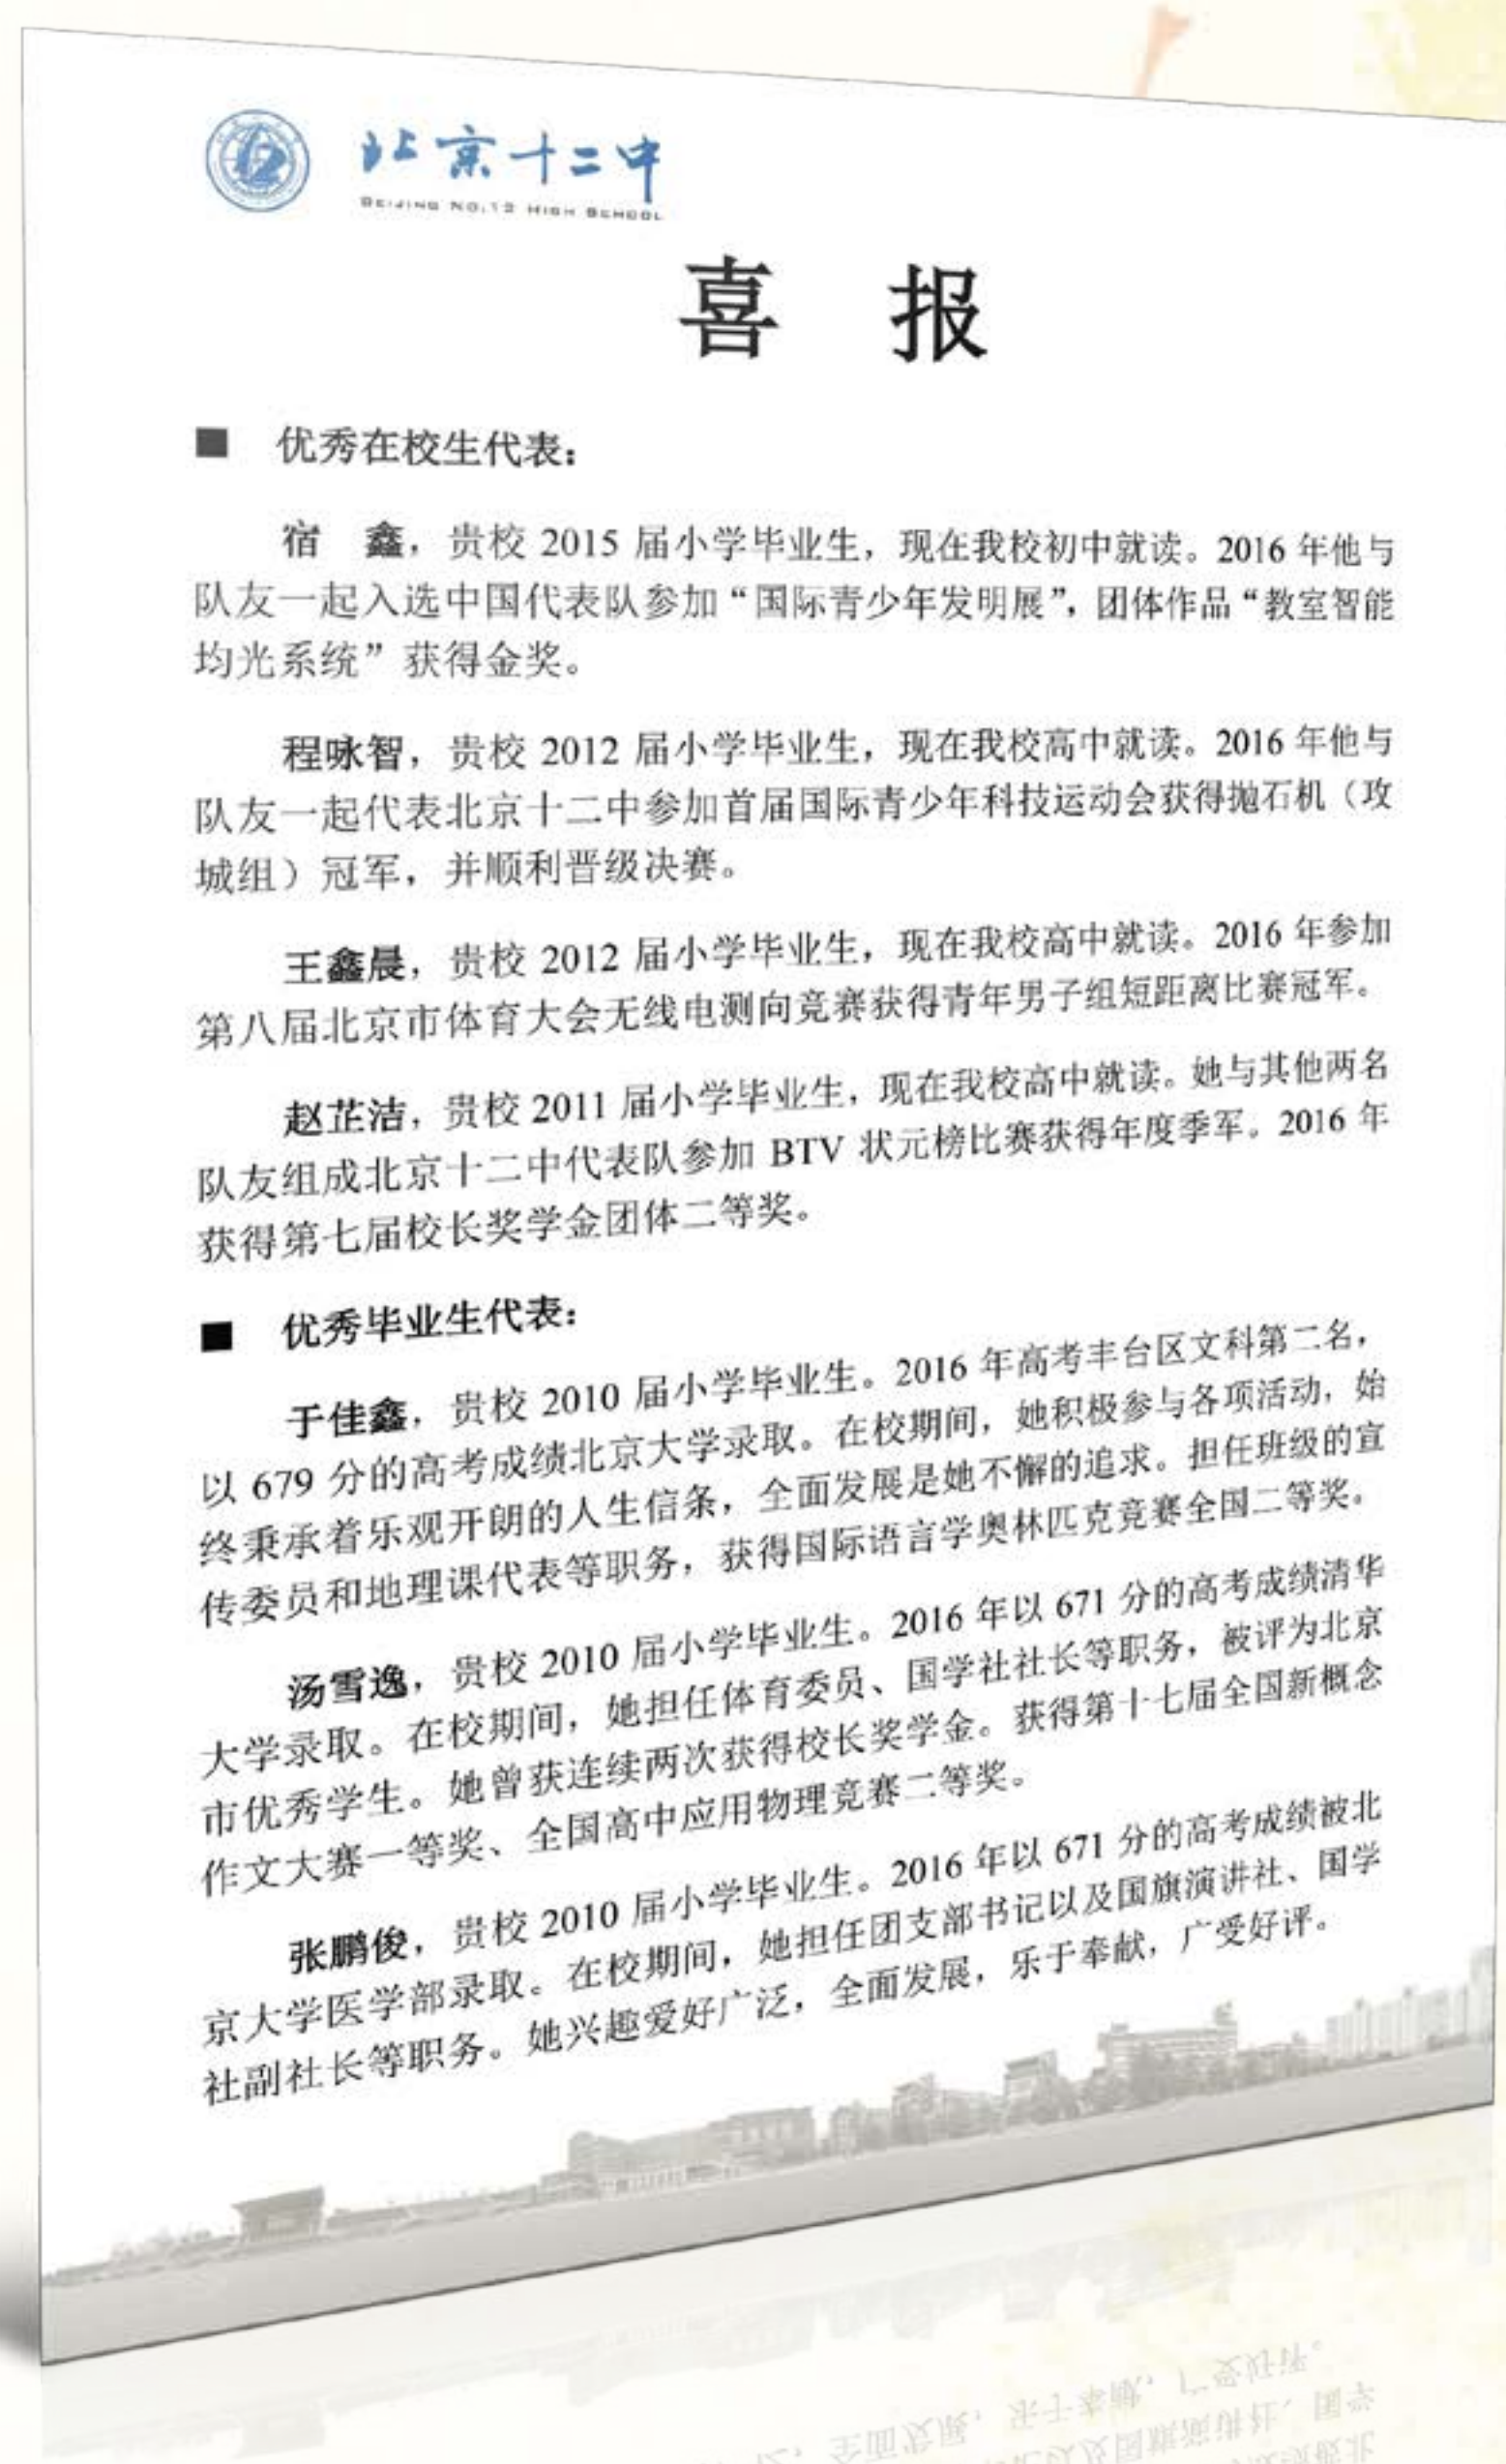 北京十二中
BEIJING NO.12 HIGH SCHOOL
喜 报
■ 优秀在校生代表：
宿 鑫，贵校 2015 届小学毕业生，现在我校初中就读。2016 年他与
队友一起入选中国代表队参加“国际青少年发明展”，团体作品“教室智能
均光系统”获得金奖。
程咏智，贵校 2012 届小学毕业生，现在我校高中就读。2016 年他与
队友一起代表北京十二中参加首届国际青少年科技运动会获得抛石机（攻
城组）冠军，并顺利晋级决赛。
王鑫晨，贵校 2012 届小学毕业生，现在我校高中就读。2016 年参加
第八届北京市体育大会无线电测向竞赛获得青年男子组短距离比赛冠军。
赵芷洁，贵校 2011 届小学毕业生，现在我校高中就读。她与其他两名
队友组成北京十二中代表队参加 BTV 状元榜比赛获得年度季军。2016 年
获得第七届校长奖学金团体二等奖。
■ 优秀毕业生代表：
于佳鑫，贵校 2010 届小学毕业生。2016 年高考丰台区文科第二名，
以 679 分的高考成绩北京大学录取。在校期间，她积极参与各项活动，始
终秉承着乐观开朗的人生信条，全面发展是她不懈的追求。担任班级的宣
传委员和地理课代表等职务，获得国际语言学奥林匹克竞赛全国二等奖。
汤雪逸，贵校 2010 届小学毕业生。2016 年以 671 分的高考成绩清华
大学录取。在校期间，她担任体育委员、国学社社长等职务，被评为北京
市优秀学生。她曾获连续两次获得校长奖学金。获得第十七届全国新概念
作文大赛一等奖、全国高中应用物理竞赛二等奖。
张鹏俊，贵校 2010 届小学毕业生。2016 年以 671 分的高考成绩被北
京大学医学部录取。在校期间，她担任团支部书记以及国旗演讲社、国学
社副社长等职务。她兴趣爱好广泛，全面发展，乐于奉献，广受好评。